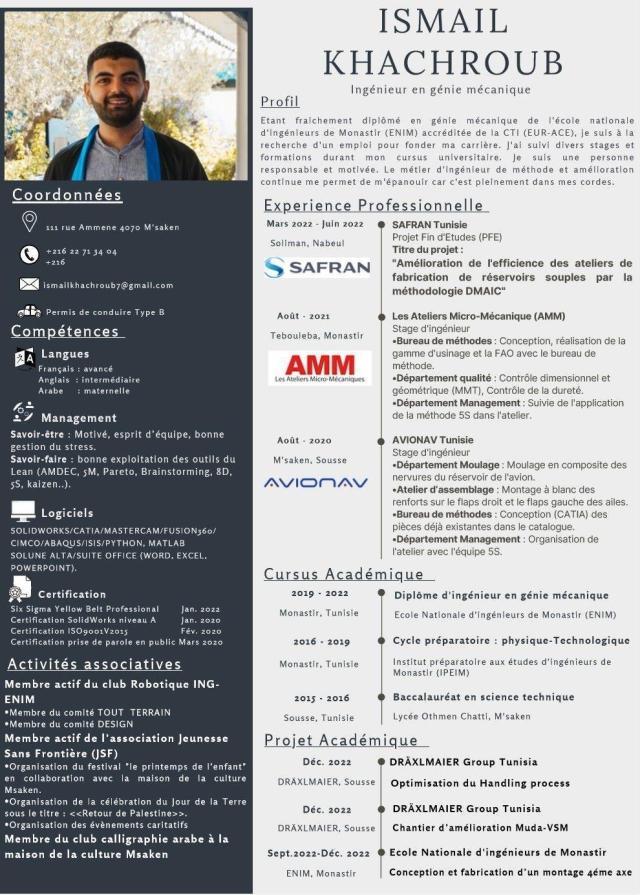 ISMAIL
KHACHROUB
Ingénieur en génie mécanique
Profil
Etant fraîchement diplômé en génie mécanique de l'école nationale
d'ingénieurs de Monastir (ENIM) accréditée de la CTI (EUR-ACE), je suis à la
recherche d'un emploi pour fonder ma carrière. J'ai suivi divers stages et
formations durant mon cursus universitaire. Je suis une personne
responsable et motivée. Le métier d'ingénieur de méthode et amélioration
continue me permet de m'épanouir car c'est pleinement dans mes cordes.
Coordonnées
111 rue Ammene 4070 M'saken
+216 22 71 34 04
+216
ismailkhachroub7@gmail.com
Permis de conduire Type B
Compétences
Langues
Français : avancé
Anglais : intermédiaire
Arabe : maternelle
Management
Savoir-être : Motivé, esprit d'équipe, bonne
gestion du stress.
Savoir-faire : bonne exploitation des outils du
Lean (AMDEC, 5M, Pareto, Brainstorming, 8D,
5S, kaizen..).
Logiciels
SOLIDWORKS/CATIA/MASTERCAM/FUSION360/
CIMCO/ABAQUS/ISIS/PYTHON, MATLAB
SOLUNE ALTA/SUITE OFFICE (WORD, EXCEL,
POWERPOINT).
Certification
Six Sigma Yellow Belt Professional Jan. 2022
Certification SolidWorks niveau A Jan. 2020
Certification ISO9001V2015 Fév. 2020
Certification prise de parole en public Mars 2020
Activités associatives
Membre actif du club Robotique ING-
ENIM
•Membre du comité TOUT TERRAIN
•Membre du comité DESIGN
Membre actif de l'association Jeunesse
Sans Frontière (JSF)
•Organisation du festival "le printemps de l'enfant"
en collaboration avec la maison de la culture
Msaken.
•Organisation de la célébration du Jour de la Terre
sous le titre : <<Retour de Palestine>>.
•Organisation des évènements caritatifs
Membre du club calligraphie arabe à la
maison de la culture Msaken
Experience Professionnelle
Mars 2022 - Juin 2022
Soliman, Nabeul
SAFRAN
SAFRAN Tunisie
Projet Fin d'Etudes (PFE)
Titre du projet :
"Amélioration de l'efficience des ateliers de
fabrication de réservoirs souples par la
méthodologie DMAIC"
Août - 2021
Tebouleba, Monastir
AMM
Les Ateliers Micro-Mécaniques
Les Ateliers Micro-Mécanique (AMM)
Stage d'ingénieur
•Bureau de méthodes : Conception, réalisation de la
gamme d'usinage et la FAO avec le bureau de
méthode.
•Département qualité : Contrôle dimensionnel et
géométrique (MMT), Contrôle de la dureté.
•Département Management : Suivie de l'application
de la méthode 5S dans l'atelier.
Août - 2020
M'saken, Sousse
AVIONAV
AVIONAV Tunisie
Stage d'ingénieur
•Département Moulage : Moulage en composite des
nervures du réservoir de l'avion.
•Atelier d'assemblage : Montage à blanc des
renforts sur le flaps droit et le flaps gauche des ailes.
•Bureau de méthodes : Conception (CATIA) des
pièces déjà existantes dans le catalogue.
•Département Management : Organisation de
l'atelier avec l'équipe 5S.
Cursus Académique
2019 - 2022
Monastir, Tunisie
Diplôme d'ingénieur en génie mécanique
Ecole Nationale d'Ingénieurs de Monastir (ENIM)
2016 - 2019
Monastir, Tunisie
Cycle préparatoire : physique-Technologique
Institut préparatoire aux études d'ingénieurs de
Monastir (IPEIM)
2015 - 2016
Sousse, Tunisie
Baccalauréat en science technique
Lycée Othmen Chatti, M'saken
Projet Académique
Déc. 2022
DRÄXLMAIER, Sousse
DRÄXLMAIER Group Tunisia
Optimisation du Handling process
Déc. 2022
DRÄXLMAIER, Sousse
DRÄXLMAIER Group Tunisia
Chantier d'amélioration Muda-VSM
Sept.2022-Déc. 2022
ENIM, Monastir
Ecole Nationale d'ingénieurs de Monastir
Conception et fabrication d'un montage 4éme axe